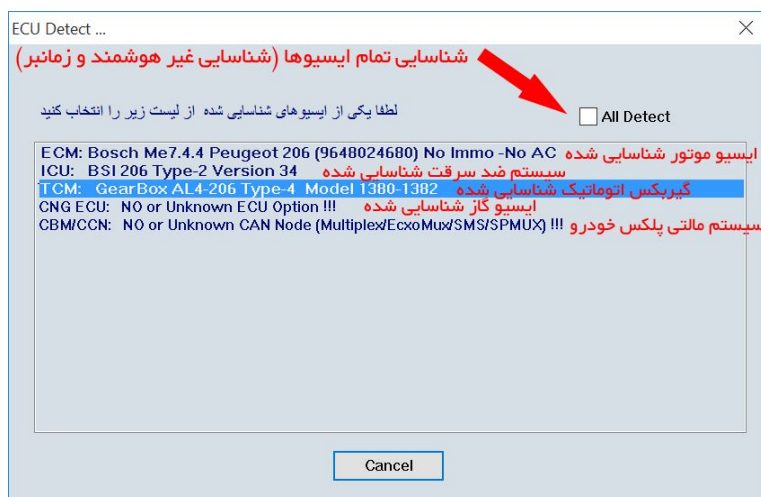 ECU Detect ...
شناسایی تمام ایسیوها (شناسایی غیر هوشمند و زمانبر)
لطفا یکی از ایسیو های شناسایی شده از لیست زیر را انتخاب کنید
All Detect
ECM: Bosch Me7.4.4 Peugeot 206 (9648024680) No Immo -No AC ایسیو موتور شناسایی شده
ICU: BSI 206 Type-2 Version 34 سیستم ضد سرقت شناسایی شده
TCM: GearBox AL4-206 Type-4 Model 1380-1382 گیربکس اتوماتیک شناسایی شده
CNG ECU: NO or Unknown ECU Option !!! ایسیو گاز شناسایی شده
CBM/CCN: NO or Unknown CAN Node (Multiplex/EcxoMux/SMS/SPMUX) !!! سیستم مالتی پلکس خودرو
Cancel